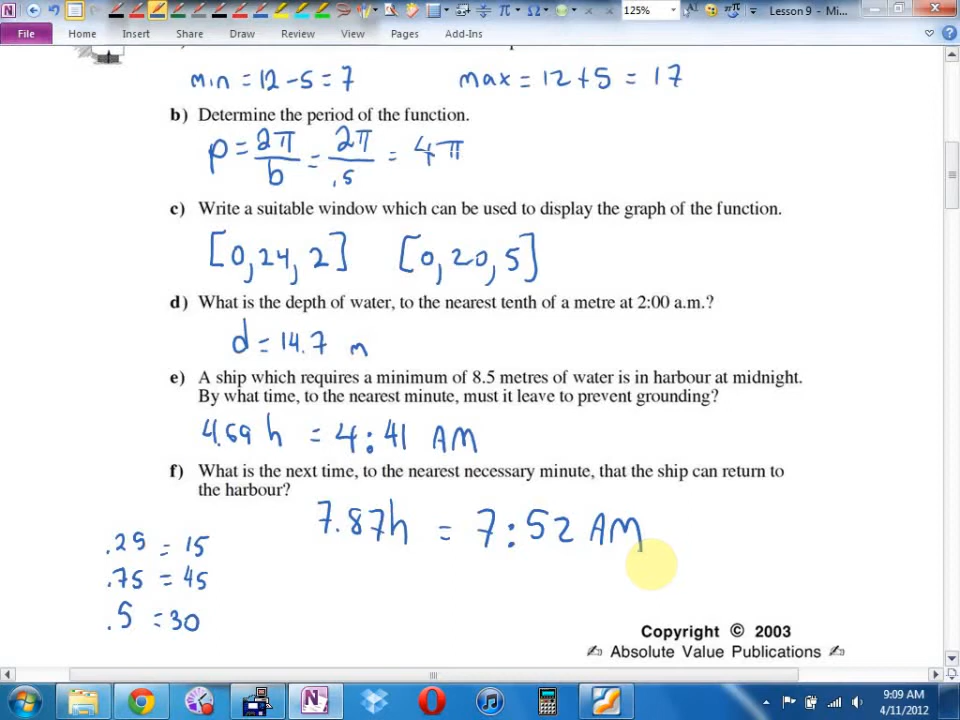 125%
Lesson 9 - Mi...
File Home Insert Share Draw Review View Pages Add-Ins
min = 12 - 5 = 7 max = 12 + 5 = 17
b) Determine the period of the function.
p = 2π/b = 2π/.5 = 4π
c) Write a suitable window which can be used to display the graph of the function.
[0, 24, 2] [0, 20, 5]
d) What is the depth of water, to the nearest tenth of a metre at 2:00 a.m.?
d = 14.7 m
e) A ship which requires a minimum of 8.5 metres of water is in harbour at midnight.
By what time, to the nearest minute, must it leave to prevent grounding?
4.69 h = 4:41 AM
f) What is the next time, to the nearest necessary minute, that the ship can return to
the harbour?
7.87h = 7:52 AM
.25 = 15
.75 = 45
.5 = 30
Copyright © 2003
Absolute Value Publications
9:09 AM
4/11/2012